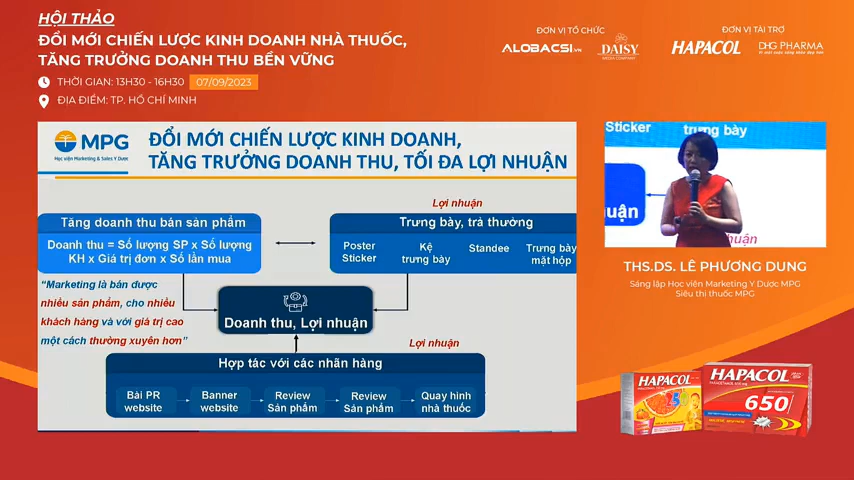 HỘI THẢO
ĐỔI MỚI CHIẾN LƯỢC KINH DOANH NHÀ THUỐC,
TĂNG TRƯỞNG DOANH THU BỀN VỮNG
THỜI GIAN: 13H30 - 16H30 07/09/2023
ĐỊA ĐIỂM: TP. HỒ CHÍ MINH
ĐƠN VỊ TỔ CHỨC
ALOBACSI.VN
DAISY
MEDIA COMPANY
ĐƠN VỊ TÀI TRỢ
HAPACOL
DHG PHARMA
MPG
Học viện Marketing & Sales Y Dược
ĐỔI MỚI CHIẾN LƯỢC KINH DOANH,
TĂNG TRƯỞNG DOANH THU, TỐI ĐA LỢI NHUẬN
Lợi nhuận
Tăng doanh thu bán sản phẩm
Doanh thu = Số lượng SP x Số lượng
KH x Giá trị đơn x Số lần mua
Trưng bày, trả thưởng
Poster
Sticker
Kệ
trưng bày
Standee
Trưng bày
mặt hộp
“Marketing là bán được
nhiều sản phẩm, cho nhiều
khách hàng và với giá trị cao
một cách thường xuyên hơn”
Doanh thu, Lợi nhuận
Lợi nhuận
Hợp tác với các nhãn hàng
Bài PR
website
Banner
website
Review
Sản phẩm
Review
Sản phẩm
Quay hình
nhà thuốc
Sticker
trưng bày
uận
nhuận
THS.DS. LÊ PHƯƠNG DUNG
Sáng lập Học viện Marketing Y Dược MPG
Siêu thị thuốc MPG
HAPACOL
250
HAPACOL
650